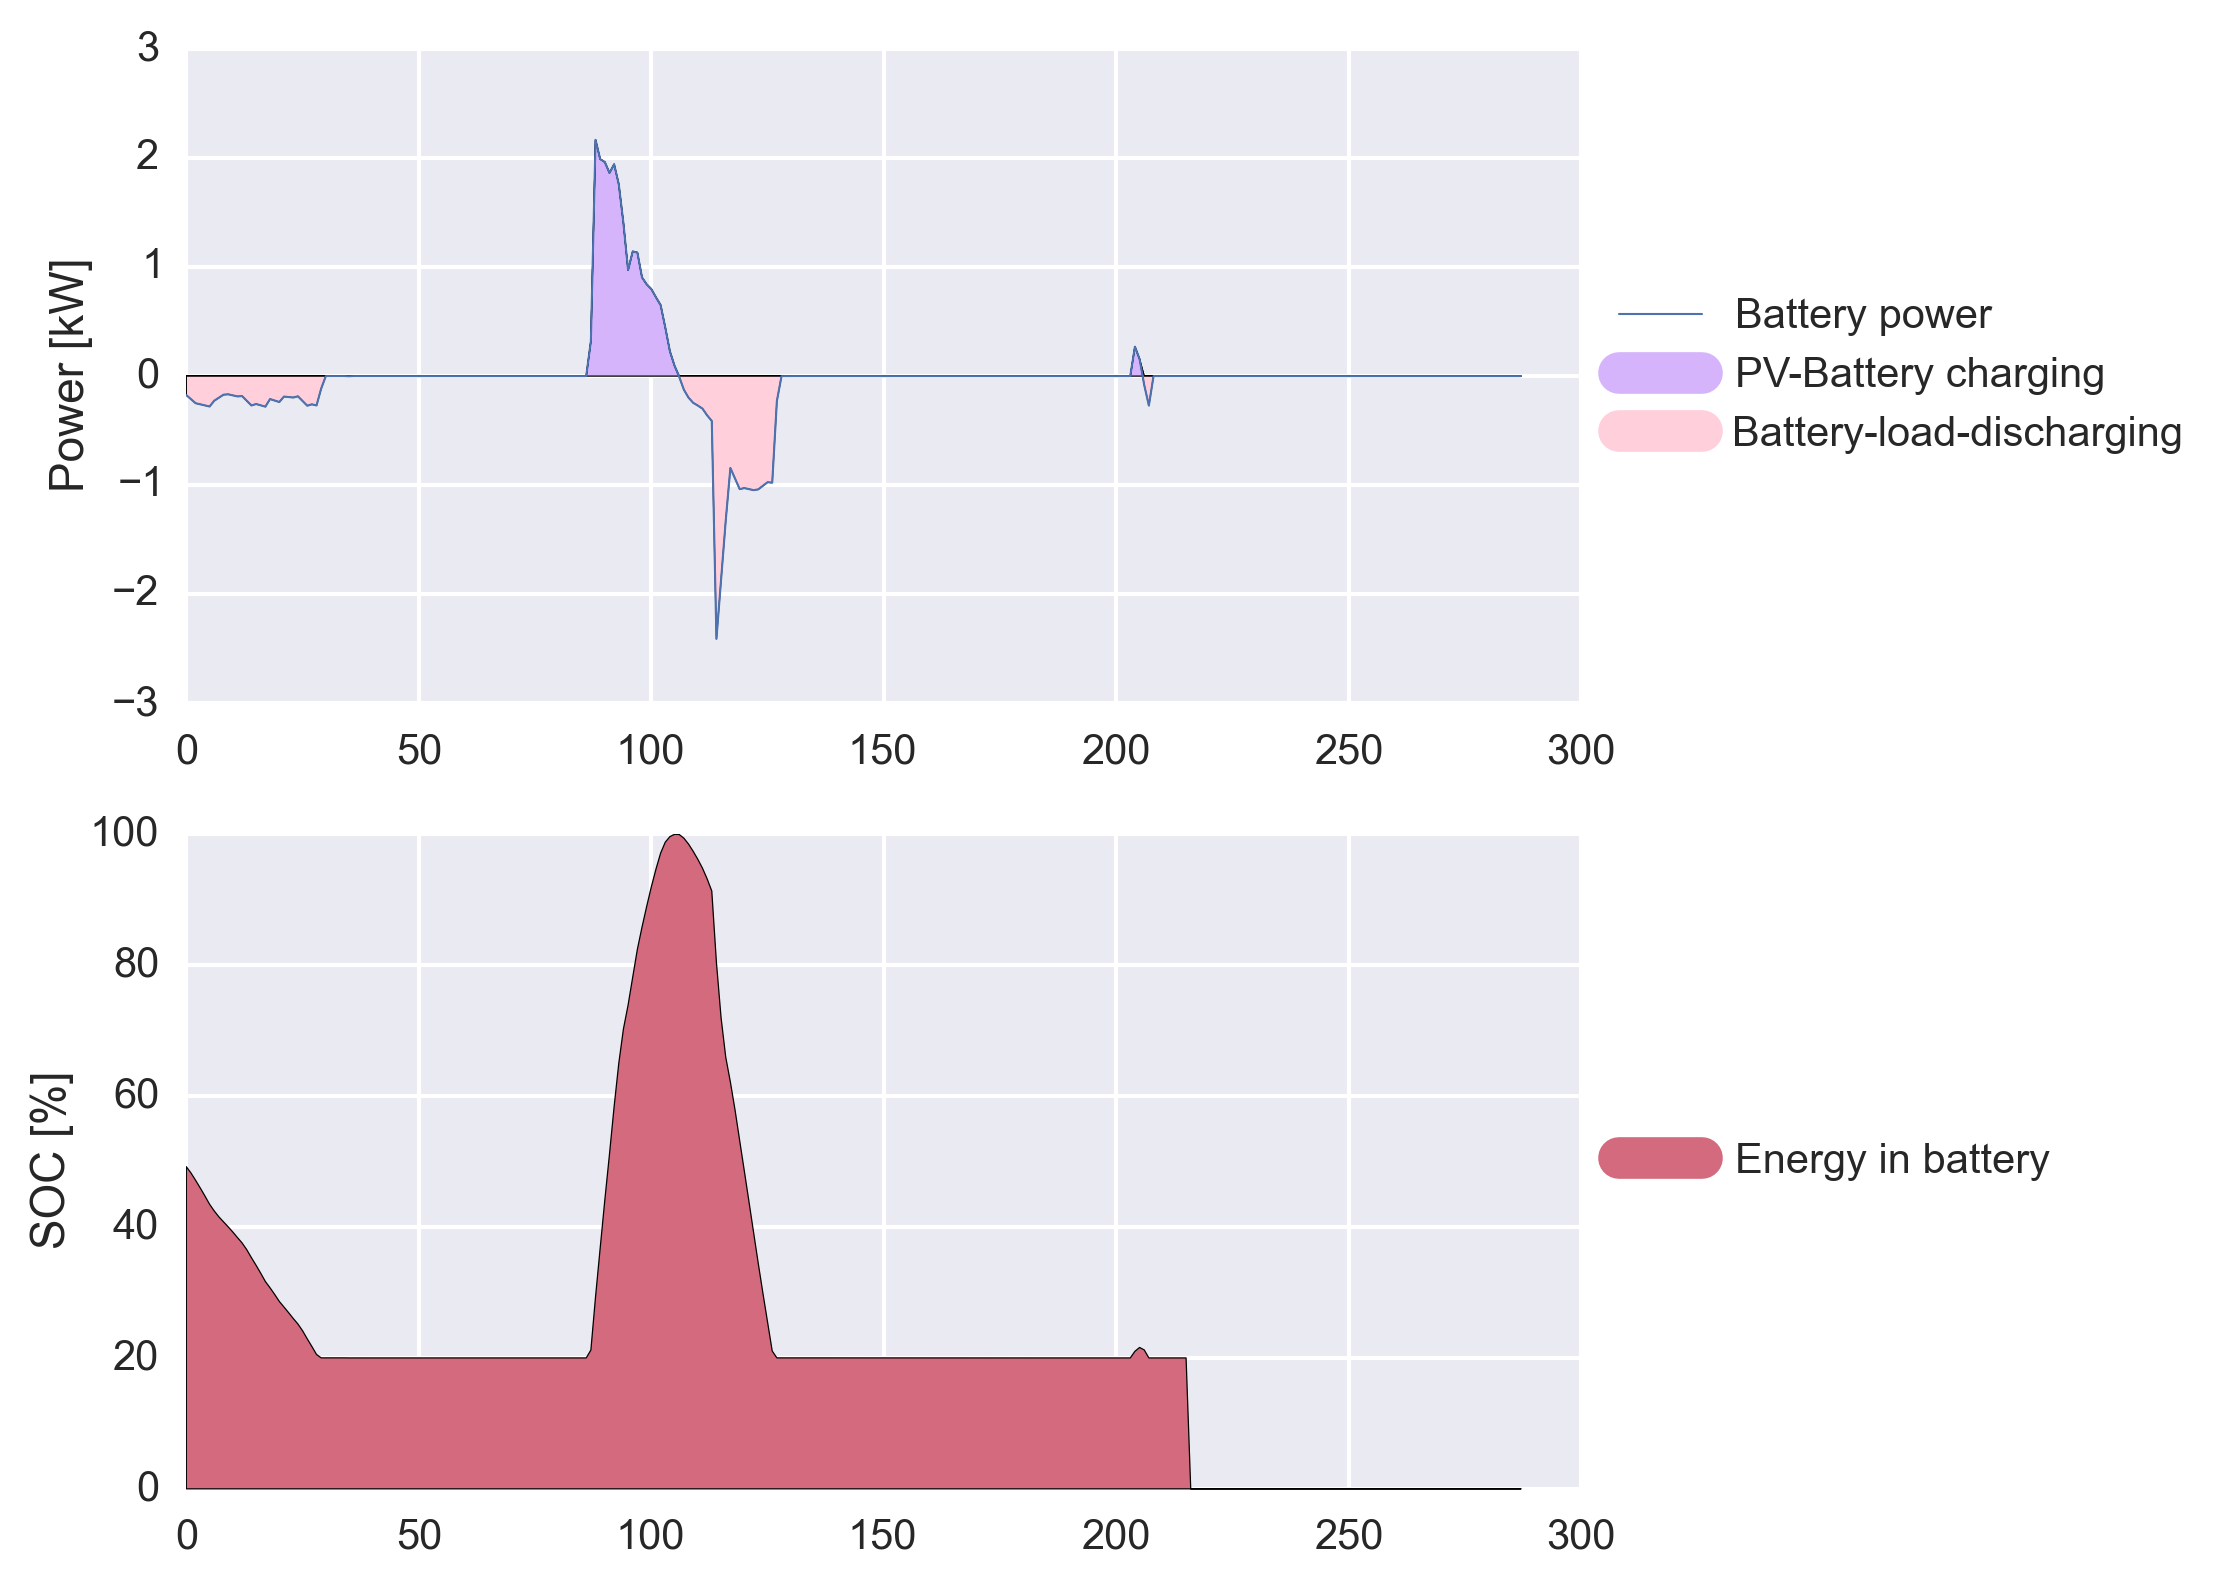 3
2
1
0
−1
−2
−3
Power [kW]
0 50 100 150 200 250 300
Battery power
PV-Battery charging
Battery-load-discharging
100
80
60
40
20
0
SOC [%]
0 50 100 150 200 250 300
Energy in battery